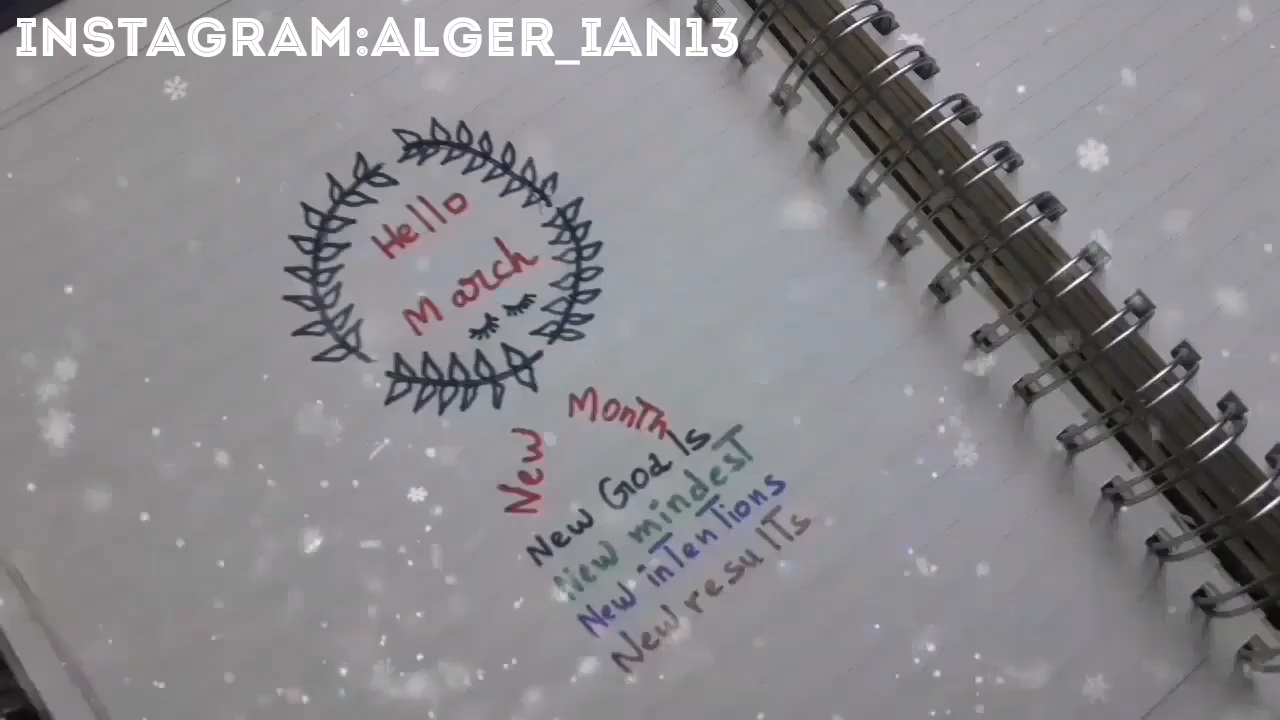 INSTAGRAM:ALGER_IAN13
Hello
March
New Month
New Goals
New mindest
New intentions
New results